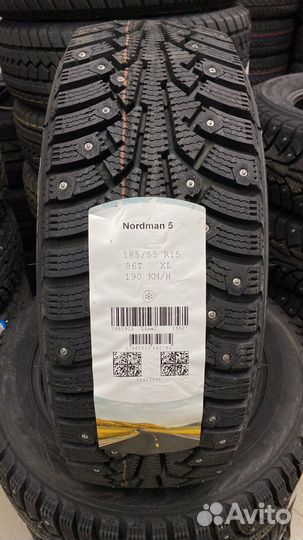 Nordman 5
185/55 R15
86T XL
190 KM/H
Avito